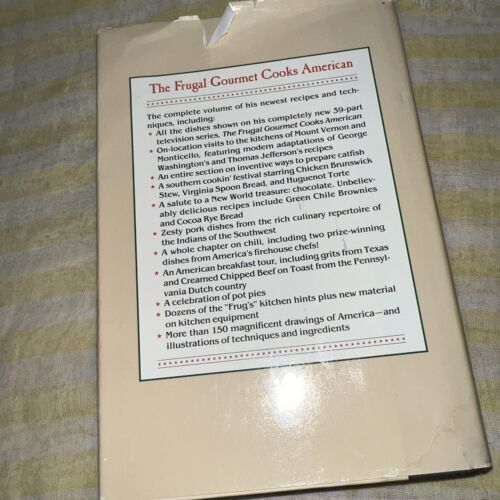 The Frugal Gourmet Cooks American
The complete volume of his newest recipes and tech-
niques, including:
★ All the dishes shown on his completely new 39-part
television series, The Frugal Gourmet Cooks American
★ On-location visits to the kitchens of Mount Vernon and
Monticello, featuring modern adaptations of George
Washington's and Thomas Jefferson's recipes
★ An entire section on inventive ways to prepare catfish
★ A southern cookin' festival starring Chicken Brunswick
Stew, Virginia Spoon Bread, and Huguenot Torte
★ A salute to a New World treasure: chocolate. Unbeliev-
ably delicious recipes include Green Chile Brownies
and Cocoa Rye Bread
★ Zesty pork dishes from the rich culinary repertoire of
the Indians of the Southwest
★ A whole chapter on chili, including two prize-winning
dishes from America's firehouse chefs!
★ An American breakfast tour, including grits from Texas
and Creamed Chipped Beef on Toast from the Pennsyl-
vania Dutch country
★ A celebration of pot pies
★ Dozens of the "Frug's" kitchen hints plus new material
on kitchen equipment
★ More than 150 magnificent drawings of America—and
illustrations of techniques and ingredients